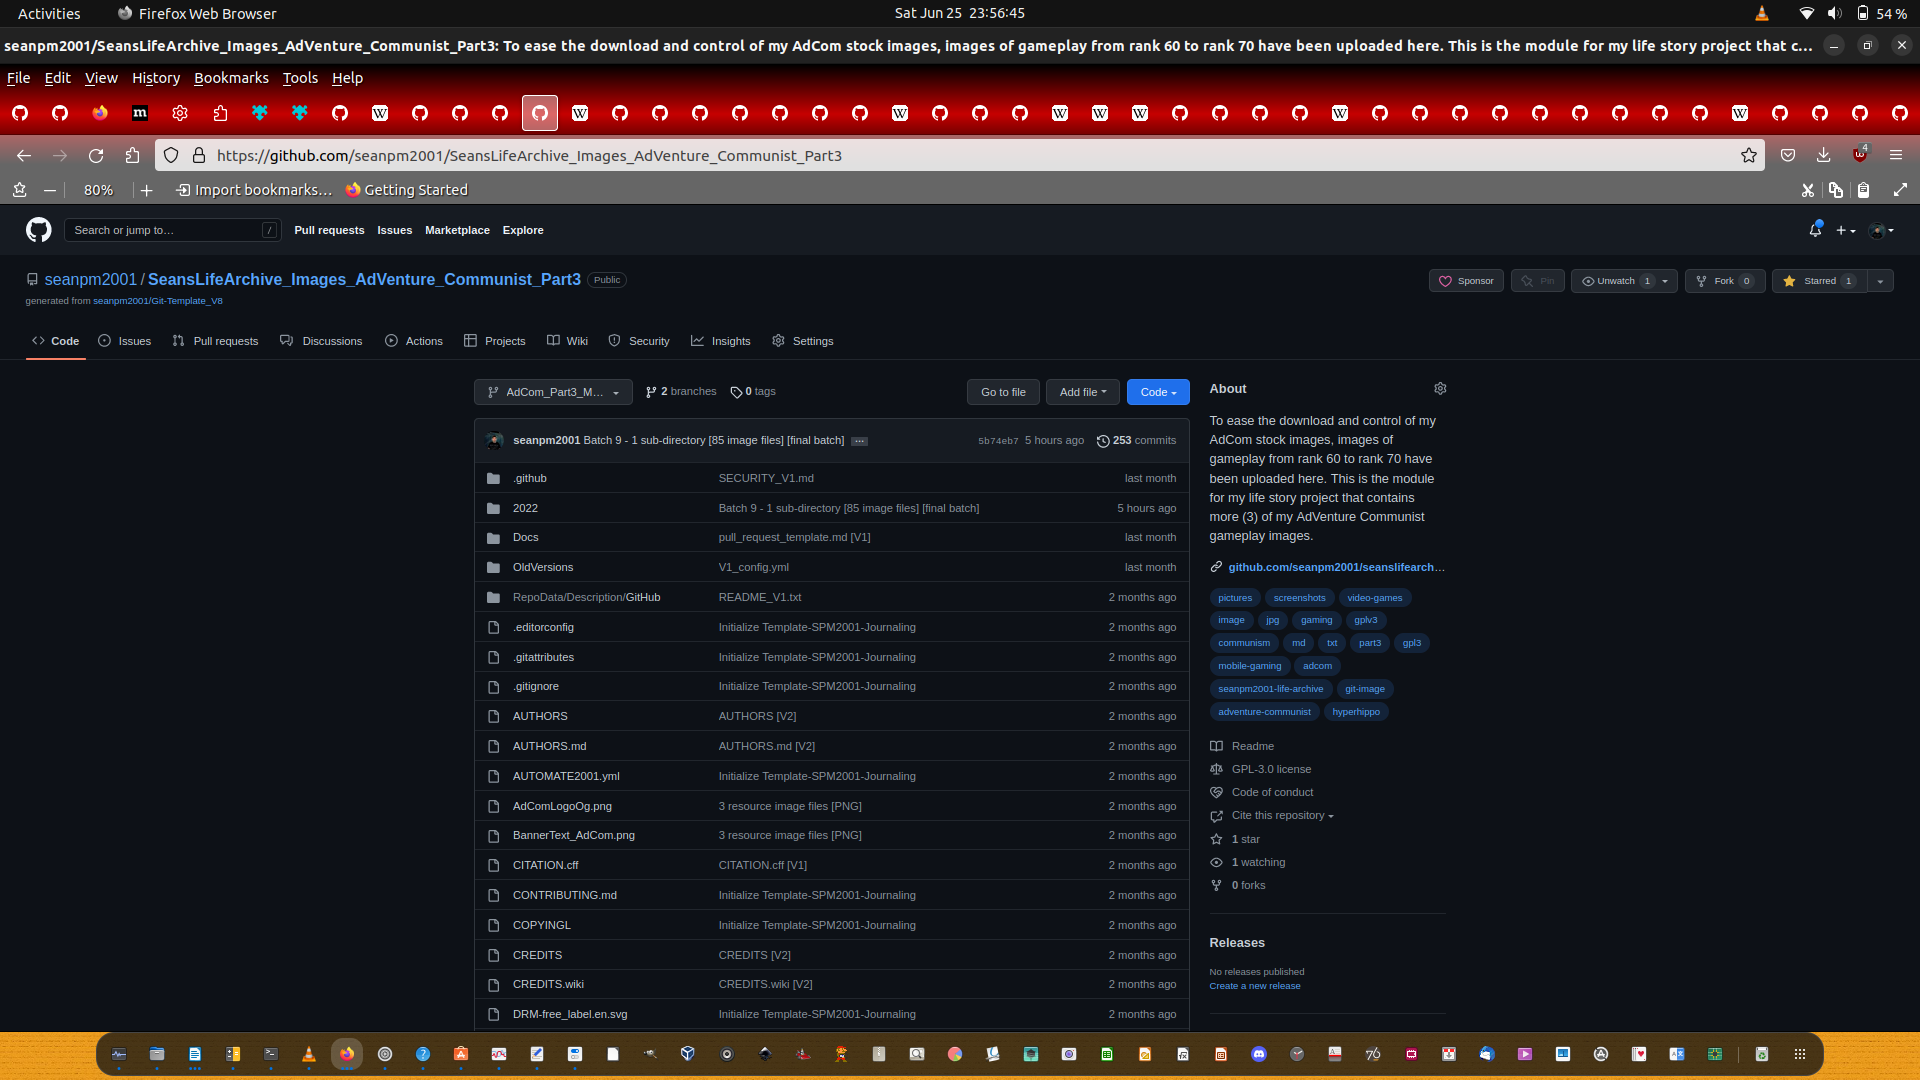 Activities
Firefox Web Browser
Sat Jun 25 23:56:45
54 %
seanpm2001/SeansLifeArchive_Images_AdVenture_Communist_Part3: To ease the download and control of my AdCom stock images, images of gameplay from rank 60 to rank 70 have been uploaded here. This is the module for my life story project that c…
File Edit View History Bookmarks Tools Help
https://github.com/seanpm2001/SeansLifeArchive_Images_AdVenture_Communist_Part3
4
80%
Import bookmarks…
Getting Started
Search or jump to…
/
Pull requests
Issues
Marketplace
Explore
seanpm2001 / SeansLifeArchive_Images_AdVenture_Communist_Part3
Public
generated from seanpm2001/Git-Template_V8
Sponsor
Pin
Unwatch 1
Fork 0
Starred 1
Code
Issues
Pull requests
Discussions
Actions
Projects
Wiki
Security
Insights
Settings
AdCom_Part3_M…
2 branches
0 tags
Go to file
Add file
Code
seanpm2001 Batch 9 - 1 sub-directory [85 image files] [final batch] …
5b74eb7 5 hours ago
253 commits
.github SECURITY_V1.md last month
2022 Batch 9 - 1 sub-directory [85 image files] [final batch] 5 hours ago
Docs pull_request_template.md [V1] last month
OldVersions V1_config.yml last month
RepoData/Description/GitHub README_V1.txt 2 months ago
.editorconfig Initialize Template-SPM2001-Journaling 2 months ago
.gitattributes Initialize Template-SPM2001-Journaling 2 months ago
.gitignore Initialize Template-SPM2001-Journaling 2 months ago
AUTHORS AUTHORS [V2] 2 months ago
AUTHORS.md AUTHORS.md [V2] 2 months ago
AUTOMATE2001.yml Initialize Template-SPM2001-Journaling 2 months ago
AdComLogoOg.png 3 resource image files [PNG] 2 months ago
BannerText_AdCom.png 3 resource image files [PNG] 2 months ago
CITATION.cff CITATION.cff [V1] 2 months ago
CONTRIBUTING.md Initialize Template-SPM2001-Journaling 2 months ago
COPYINGL Initialize Template-SPM2001-Journaling 2 months ago
CREDITS CREDITS [V2] 2 months ago
CREDITS.wiki CREDITS.wiki [V2] 2 months ago
DRM-free_label.en.svg Initialize Template-SPM2001-Journaling 2 months ago
About
To ease the download and control of my
AdCom stock images, images of
gameplay from rank 60 to rank 70 have
been uploaded here. This is the module
for my life story project that contains
more (3) of my AdVenture Communist
gameplay images.
github.com/seanpm2001/seanslifearch…
pictures screenshots video-games
image jpg gaming gplv3
communism md txt part3 gpl3
mobile-gaming adcom
seanpm2001-life-archive git-image
adventure-communist hyperhippo
Readme
GPL-3.0 license
Code of conduct
Cite this repository
1 star
1 watching
0 forks
Releases
No releases published
Create a new release